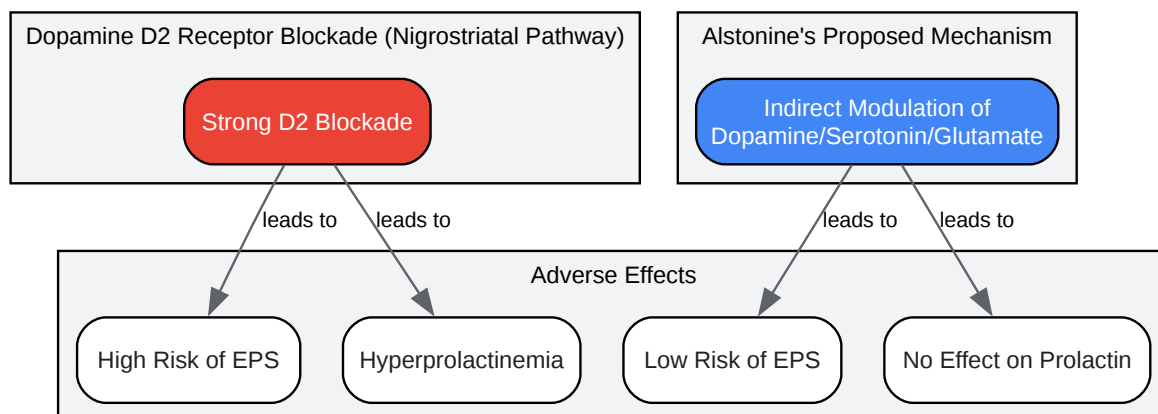 Dopamine D2 Receptor Blockade (Nigrostriatal Pathway)
Strong D2 Blockade
Alstonine's Proposed Mechanism
Indirect Modulation of
Dopamine/Serotonin/Glutamate
leads to
leads to
leads to
leads to
Adverse Effects
High Risk of EPS
Hyperprolactinemia
Low Risk of EPS
No Effect on Prolactin